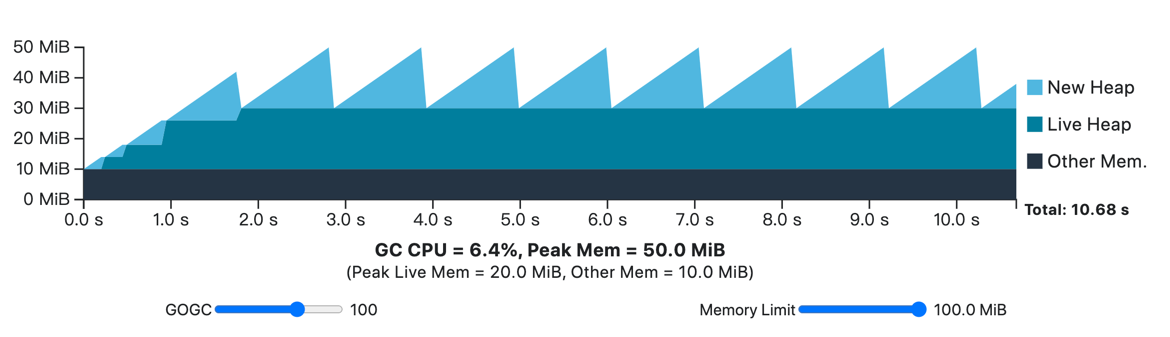 50 MiB
40 MiB
30 MiB
20 MiB
10 MiB
0 MiB
0.0 s 1.0 s 2.0 s 3.0 s 4.0 s 5.0 s 6.0 s 7.0 s 8.0 s 9.0 s 10.0 s
New Heap
Live Heap
Other Mem.
Total: 10.68 s
GC CPU = 6.4%, Peak Mem = 50.0 MiB
(Peak Live Mem = 20.0 MiB, Other Mem = 10.0 MiB)
GOGC 100 Memory Limit 100.0 MiB